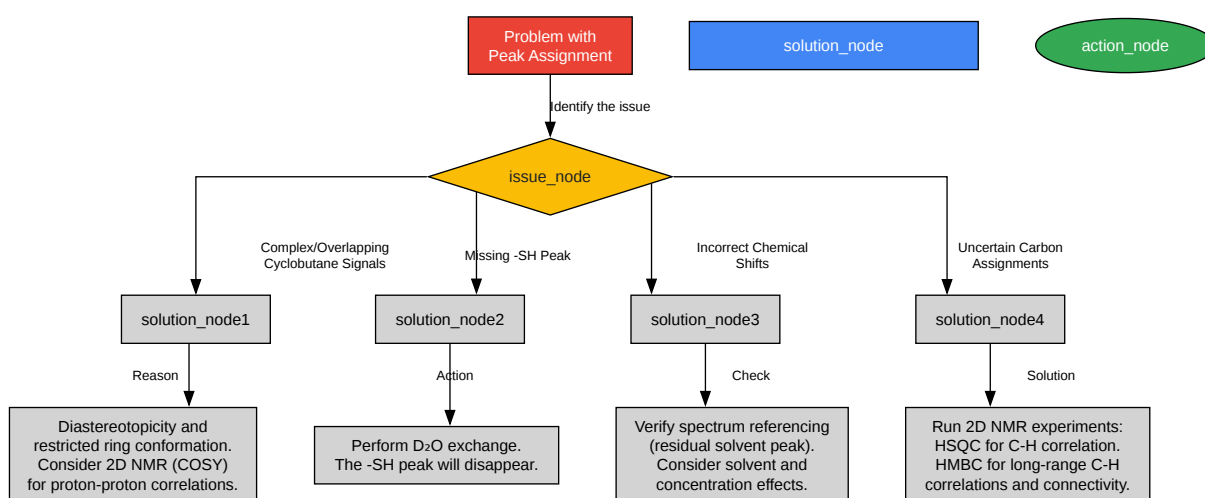 Problem with
Peak Assignment
solution_node
action_node
Identify the issue
issue_node
Complex/Overlapping
Cyclobutane Signals
Missing -SH Peak
Incorrect Chemical
Shifts
Uncertain Carbon
Assignments
solution_node1
solution_node2
solution_node3
solution_node4
Reason
Action
Check
Solution
Diastereotopicity and
restricted ring conformation.
Consider 2D NMR (COSY)
for proton-proton correlations.
Perform D₂O exchange.
The -SH peak will disappear.
Verify spectrum referencing
(residual solvent peak).
Consider solvent and
concentration effects.
Run 2D NMR experiments:
HSQC for C-H correlation.
HMBC for long-range C-H
correlations and connectivity.